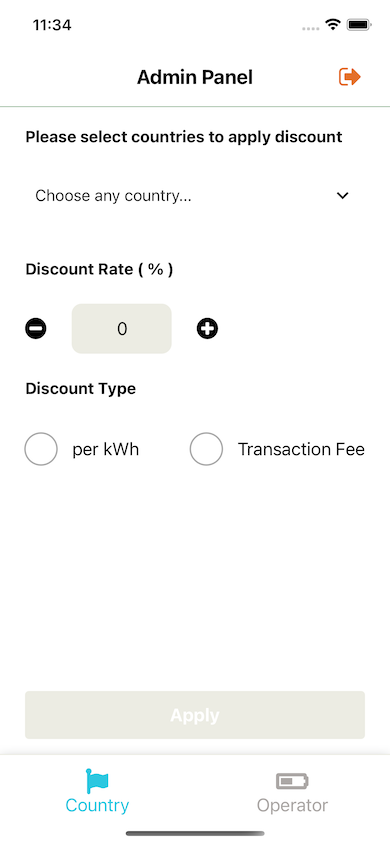 11:34
Admin Panel
Please select countries to apply discount
Choose any country...
Discount Rate ( % )
0
Discount Type
per kWh Transaction Fee
Apply
Country Operator